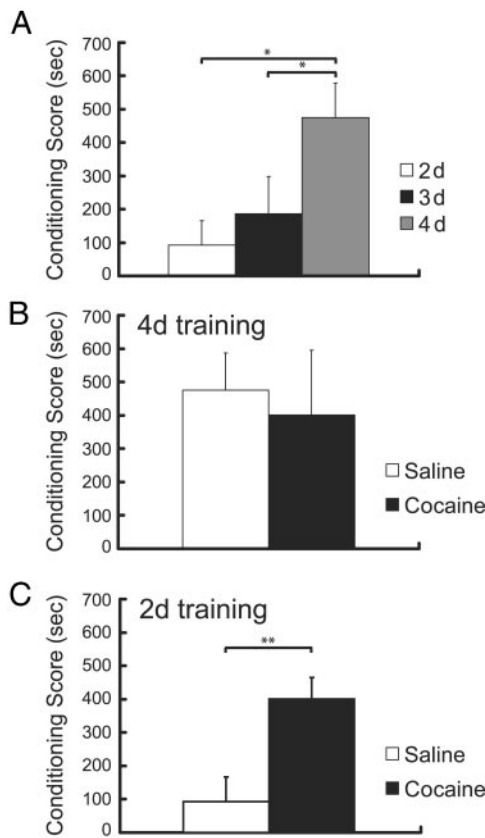 A
Conditioning Score (sec)
700
600
500
400
300
200
100
0
*
*
2d
3d
4d
B
Conditioning Score (sec)
700
600
500
400
300
200
100
0
4d training
Saline
Cocaine
C
Conditioning Score (sec)
700
600
500
400
300
200
100
0
2d training
**
Saline
Cocaine